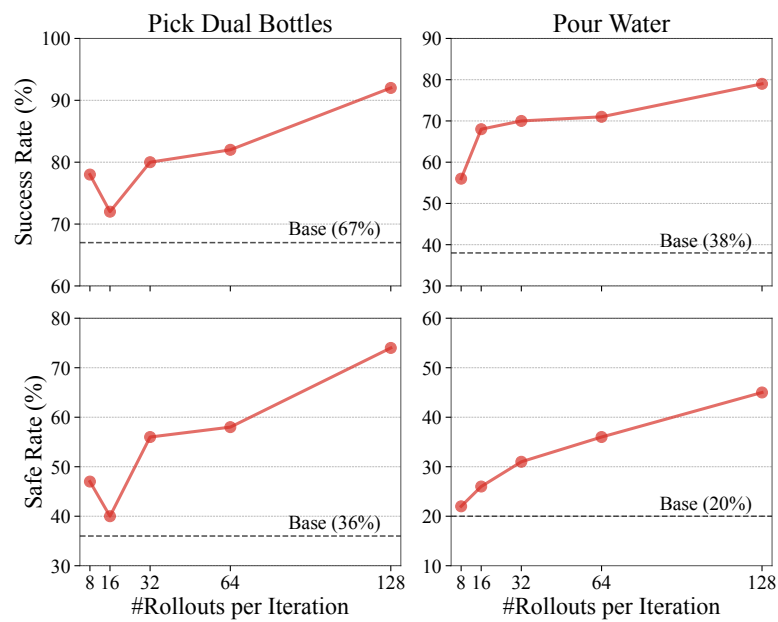 Pick Dual Bottles
Pour Water
Success Rate (%)
100
90
80
70
60
Base (67%)
90
80
70
60
50
40
30
Base (38%)
Safe Rate (%)
80
70
60
50
40
30
Base (36%)
8 16 32 64 128
#Rollouts per Iteration
60
50
40
30
20
10
Base (20%)
8 16 32 64 128
#Rollouts per Iteration